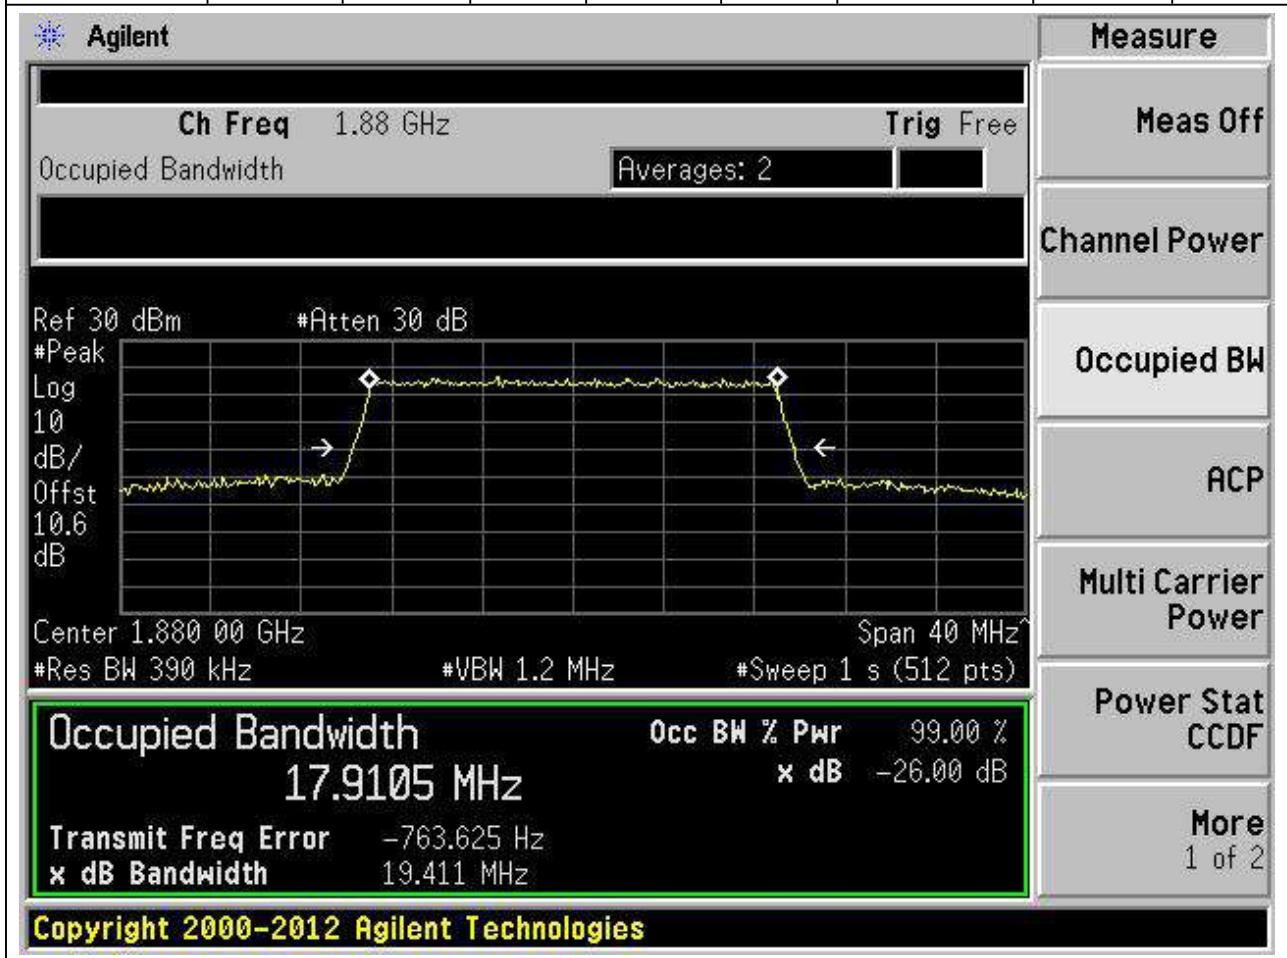 Agilent
Measure
Ch Freq 1.88 GHz Trig Free
Occupied Bandwidth Averages: 2
Meas Off
Channel Power
Occupied BW
ACP
Multi Carrier
Power
Power Stat
CCDF
More
1 of 2
Ref 30 dBm #Atten 30 dB
#Peak
Log
10
dB/
Offst
10.6
dB
Center 1.880 00 GHz Span 40 MHz^
#Res BW 390 kHz #VBW 1.2 MHz #Sweep 1 s (512 pts)
Occupied Bandwidth
17.9105 MHz
Occ BW % Pwr 99.00 %
x dB -26.00 dB
Transmit Freq Error -763.625 Hz
x dB Bandwidth 19.411 MHz
Copyright 2000-2012 Agilent Technologies